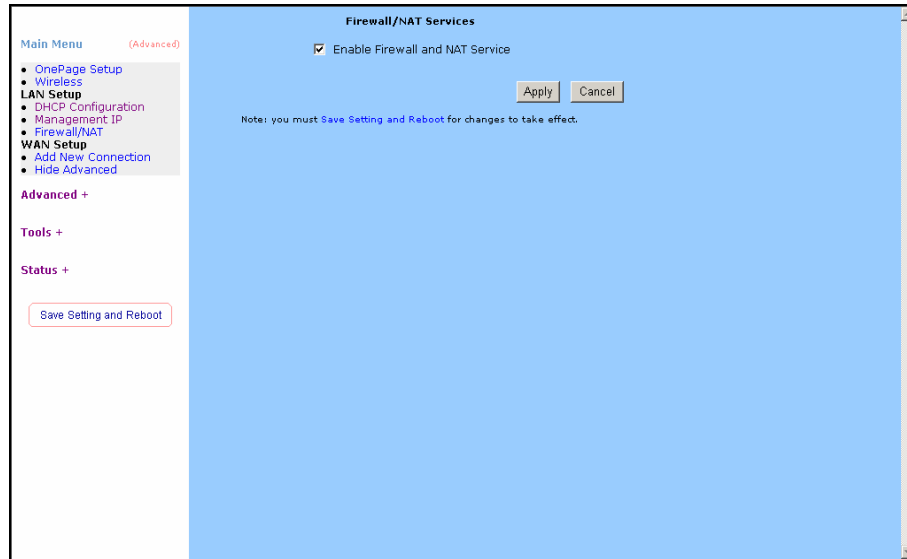 Firewall/NAT Services
Main Menu (Advanced)
Enable Firewall and NAT Service
OnePage Setup
Wireless
LAN Setup
DHCP Configuration
Management IP
Firewall/NAT
WAN Setup
Add New Connection
Hide Advanced
Apply Cancel
Note: you must Save Setting and Reboot for changes to take effect.
Advanced +
Tools +
Status +
Save Setting and Reboot